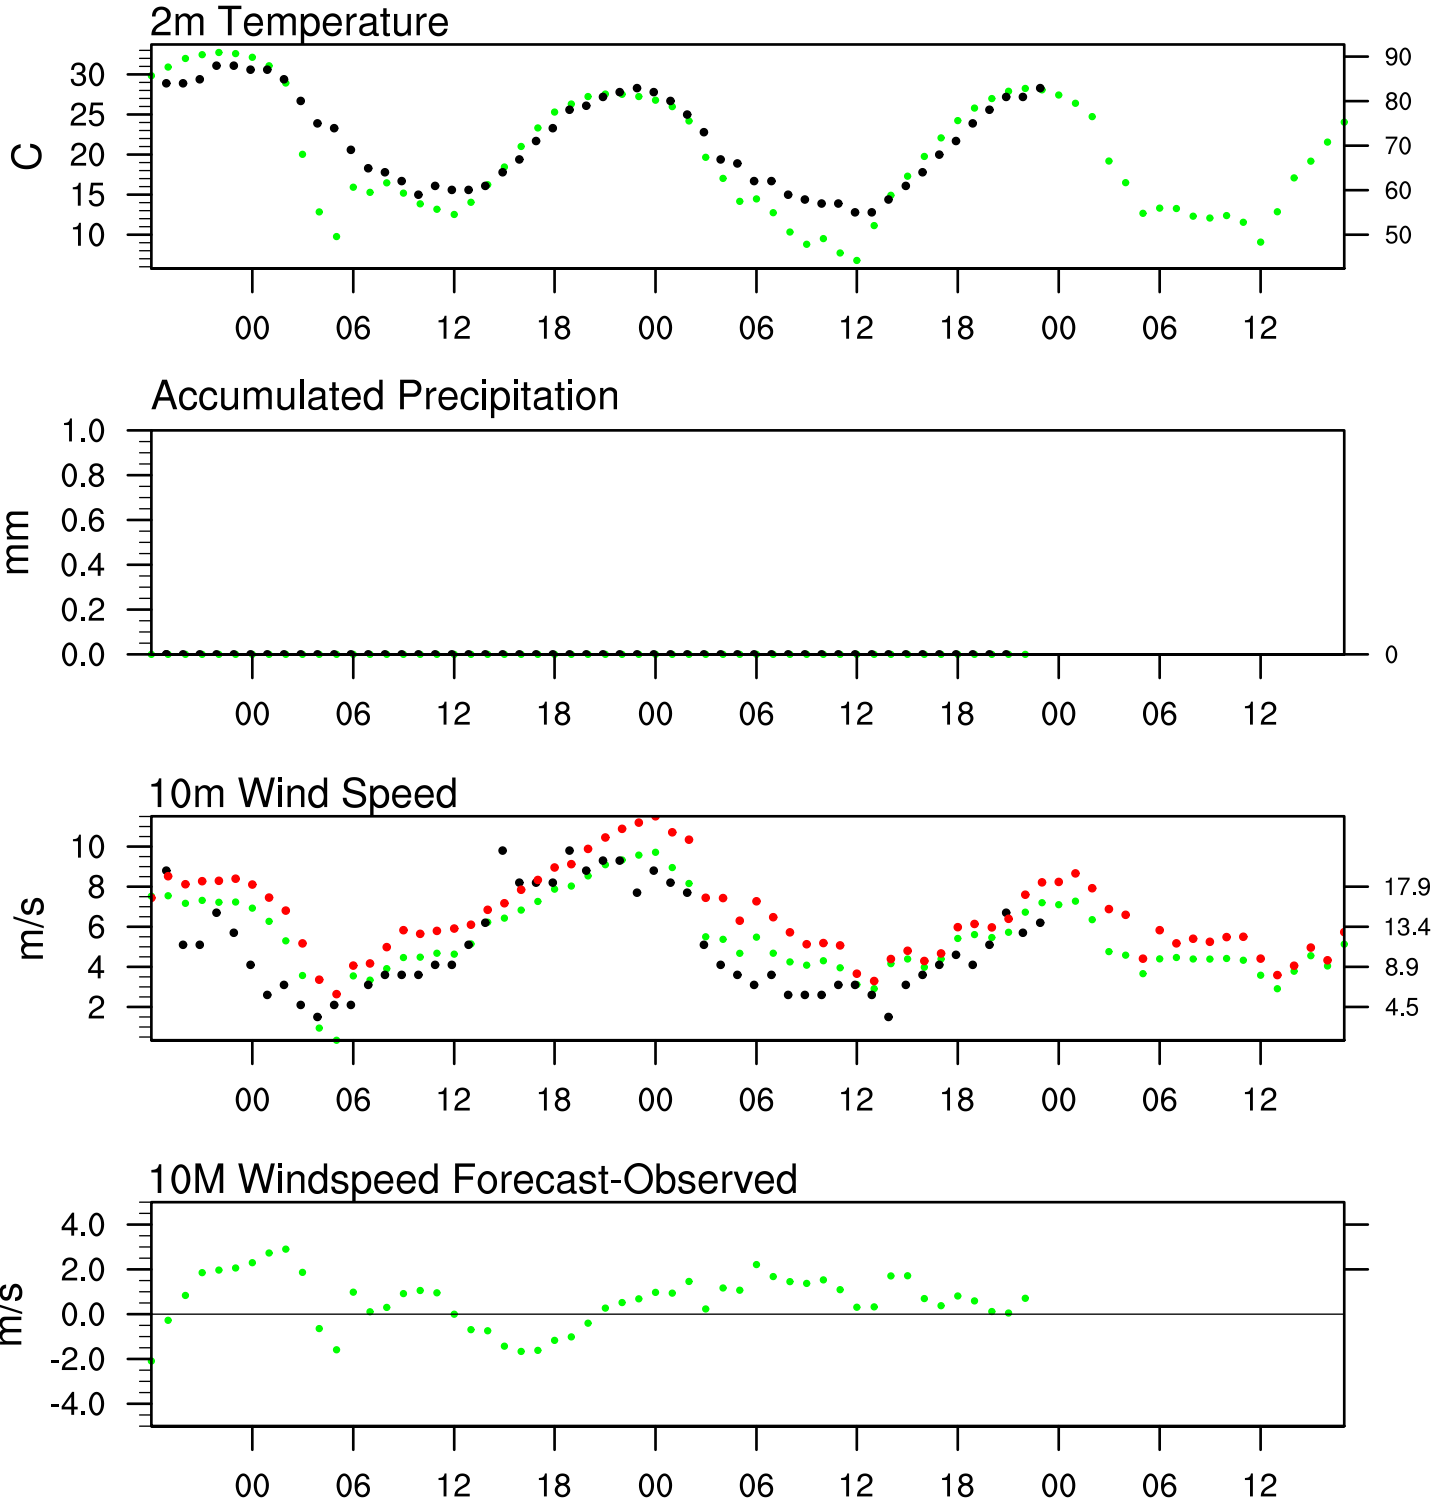 2m Temperature
30 90
25 80
C
20 70
15 60
10 50
00 06 12 18 00 06 12 18 00 06 12
Accumulated Precipitation
1.0
0.8
0.6
mm
0.4
0.2
0.0 0
00 06 12 18 00 06 12 18 00 06 12
10m Wind Speed
10
8 17.9
m/s
6 13.4
4 8.9
2 4.5
00 06 12 18 00 06 12 18 00 06 12
10M Windspeed Forecast-Observed
4.0
2.0
m/s
0.0
-2.0
-4.0
00 06 12 18 00 06 12 18 00 06 12